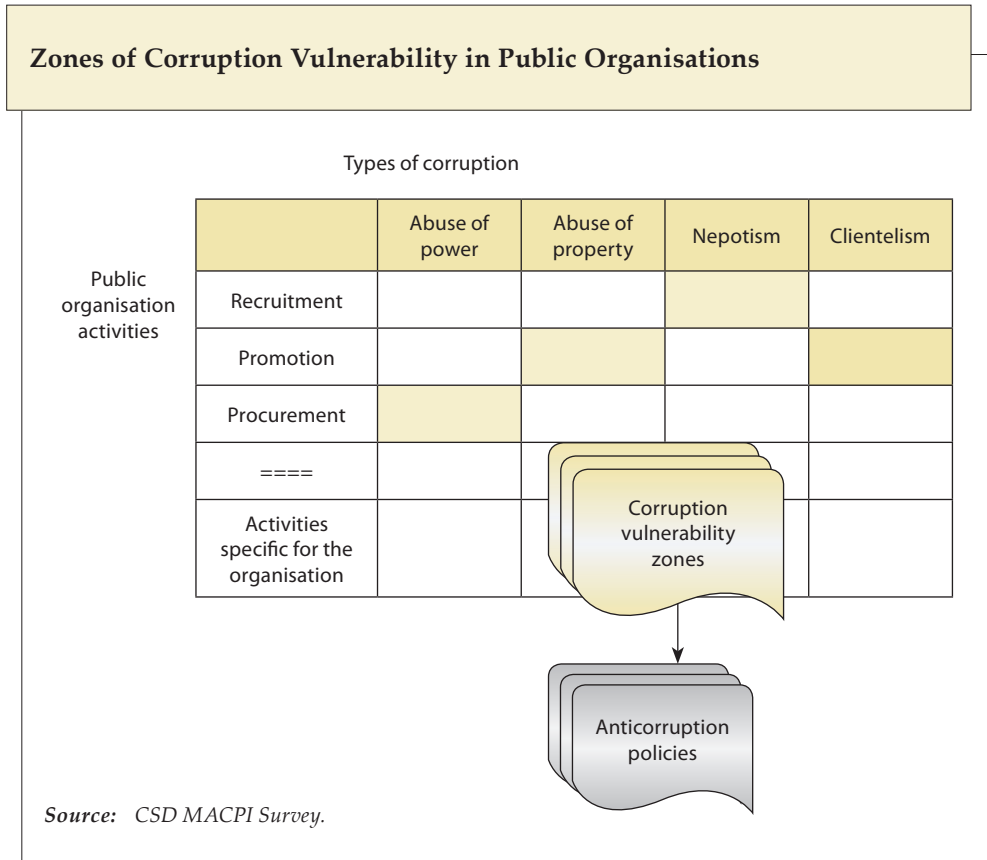 Zones of Corruption Vulnerability in Public Organisations
Types of corruption
Public
organisation
activities
Abuse of
power
Abuse of
property
Nepotism
Clientelism
Recruitment
Promotion
Procurement
====
Activities
specific for the
organisation
Corruption
vulnerability
zones
Anticorruption
policies
Source: CSD MACPI Survey.